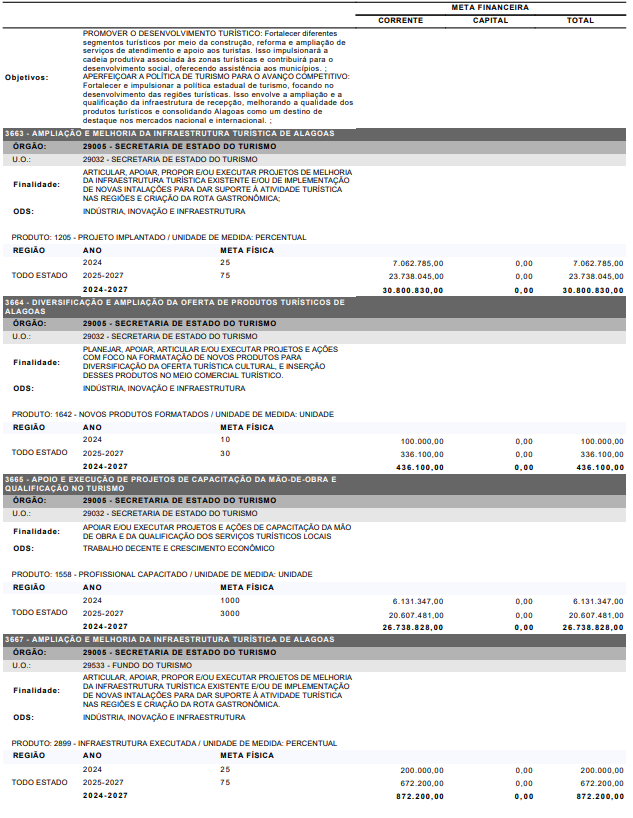 META FINANCEIRA
CORRENTE CAPITAL TOTAL
Objetivos:
PROMOVER O DESENVOLVIMENTO TURÍSTICO: Fortalecer diferentes
segmentos turísticos por meio da construção, reforma e ampliação de
serviços de atendimento e apoio aos turistas. Isso impulsionará a
cadeia produtiva associada às zonas turísticas e contribuirá para o
desenvolvimento social, oferecendo assistência aos municípios. ;
APERFEIÇOAR A POLÍTICA DE TURISMO PARA O AVANÇO COMPETITIVO:
Fortalecer e impulsionar a política estadual de turismo, focando no
desenvolvimento das regiões turísticas. Isso envolve a ampliação e a
qualificação da infraestrutura de recepção, melhorando a qualidade dos
produtos turísticos e consolidando Alagoas como um destino de
destaque nos mercados nacional e internacional. ;
3663 - AMPLIAÇÃO E MELHORIA DA INFRAESTRUTURA TURÍSTICA DE ALAGOAS
ÓRGÃO: 29005 - SECRETARIA DE ESTADO DO TURISMO
U.O.: 29032 - SECRETARIA DE ESTADO DO TURISMO
Finalidade:
ARTICULAR, APOIAR, PROPOR E/OU EXECUTAR PROJETOS DE MELHORIA
DA INFRAESTRUTURA TURÍSTICA EXISTENTE E/OU DE IMPLEMENTAÇÃO
DE NOVAS INTALAÇÕES PARA DAR SUPORTE À ATIVIDADE TURÍSTICA
NAS REGIÕES E CRIAÇÃO DA ROTA GASTRONÔMICA;
ODS: INDÚSTRIA, INOVAÇÃO E INFRAESTRUTURA
PRODUTO: 1205 - PROJETO IMPLANTADO / UNIDADE DE MEDIDA: PERCENTUAL
REGIÃO ANO META FÍSICA
2024 25 7.062.785,00 0,00 7.062.785,00
TODO ESTADO 2025-2027 75 23.738.045,00 0,00 23.738.045,00
2024-2027 30.800.830,00 0,00 30.800.830,00
3664 - DIVERSIFICAÇÃO E AMPLIAÇÃO DA OFERTA DE PRODUTOS TURÍSTICOS DE
ALAGOAS
ÓRGÃO: 29005 - SECRETARIA DE ESTADO DO TURISMO
U.O.: 29032 - SECRETARIA DE ESTADO DO TURISMO
Finalidade:
PLANEJAR, APOIAR, ARTICULAR E/OU EXECUTAR PROJETOS E AÇÕES
COM FOCO NA FORMATAÇÃO DE NOVOS PRODUTOS PARA
DIVERSIFICAÇÃO DA OFERTA TURÍSTICA CULTURAL, E INSERÇÃO
DESSES PRODUTOS NO MEIO COMERCIAL TURÍSTICO.
ODS: INDÚSTRIA, INOVAÇÃO E INFRAESTRUTURA
PRODUTO: 1642 - NOVOS PRODUTOS FORMATADOS / UNIDADE DE MEDIDA: UNIDADE
REGIÃO ANO META FÍSICA
2024 10 100.000,00 0,00 100.000,00
TODO ESTADO 2025-2027 30 336.100,00 0,00 336.100,00
2024-2027 436.100,00 0,00 436.100,00
3665 - APOIO E EXECUÇÃO DE PROJETOS DE CAPACITAÇÃO DA MÃO-DE-OBRA E
QUALIFICAÇÃO NO TURISMO
ÓRGÃO: 29005 - SECRETARIA DE ESTADO DO TURISMO
U.O.: 29032 - SECRETARIA DE ESTADO DO TURISMO
Finalidade:
APOIAR E/OU EXECUTAR PROJETOS E AÇÕES DE CAPACITAÇÃO DA MÃO
DE OBRA E DA QUALIFICAÇÃO DOS SERVIÇOS TURÍSTICOS LOCAIS
ODS: TRABALHO DECENTE E CRESCIMENTO ECONÔMICO
PRODUTO: 1558 - PROFISSIONAL CAPACITADO / UNIDADE DE MEDIDA: UNIDADE
REGIÃO ANO META FÍSICA
2024 1000 6.131.347,00 0,00 6.131.347,00
TODO ESTADO 2025-2027 3000 20.607.481,00 0,00 20.607.481,00
2024-2027 26.738.828,00 0,00 26.738.828,00
3667 - AMPLIAÇÃO E MELHORIA DA INFRAESTRUTURA TURÍSTICA DE ALAGOAS
ÓRGÃO: 29005 - SECRETARIA DE ESTADO DO TURISMO
U.O.: 29533 - FUNDO DO TURISMO
Finalidade:
ARTICULAR, APOIAR, PROPOR E/OU EXECUTAR PROJETOS DE MELHORIA
DA INFRAESTRUTURA TURÍSTICA EXISTENTE E/OU DE IMPLEMENTAÇÃO
DE NOVAS INTALAÇÕES PARA DAR SUPORTE À ATIVIDADE TURÍSTICA
NAS REGIÕES E CRIAÇÃO DA ROTA GASTRONÔMICA.
ODS: INDÚSTRIA, INOVAÇÃO E INFRAESTRUTURA
PRODUTO: 2899 - INFRAESTRUTURA EXECUTADA / UNIDADE DE MEDIDA: PERCENTUAL
REGIÃO ANO META FÍSICA
2024 25 200.000,00 0,00 200.000,00
TODO ESTADO 2025-2027 75 672.200,00 0,00 672.200,00
2024-2027 872.200,00 0,00 872.200,00